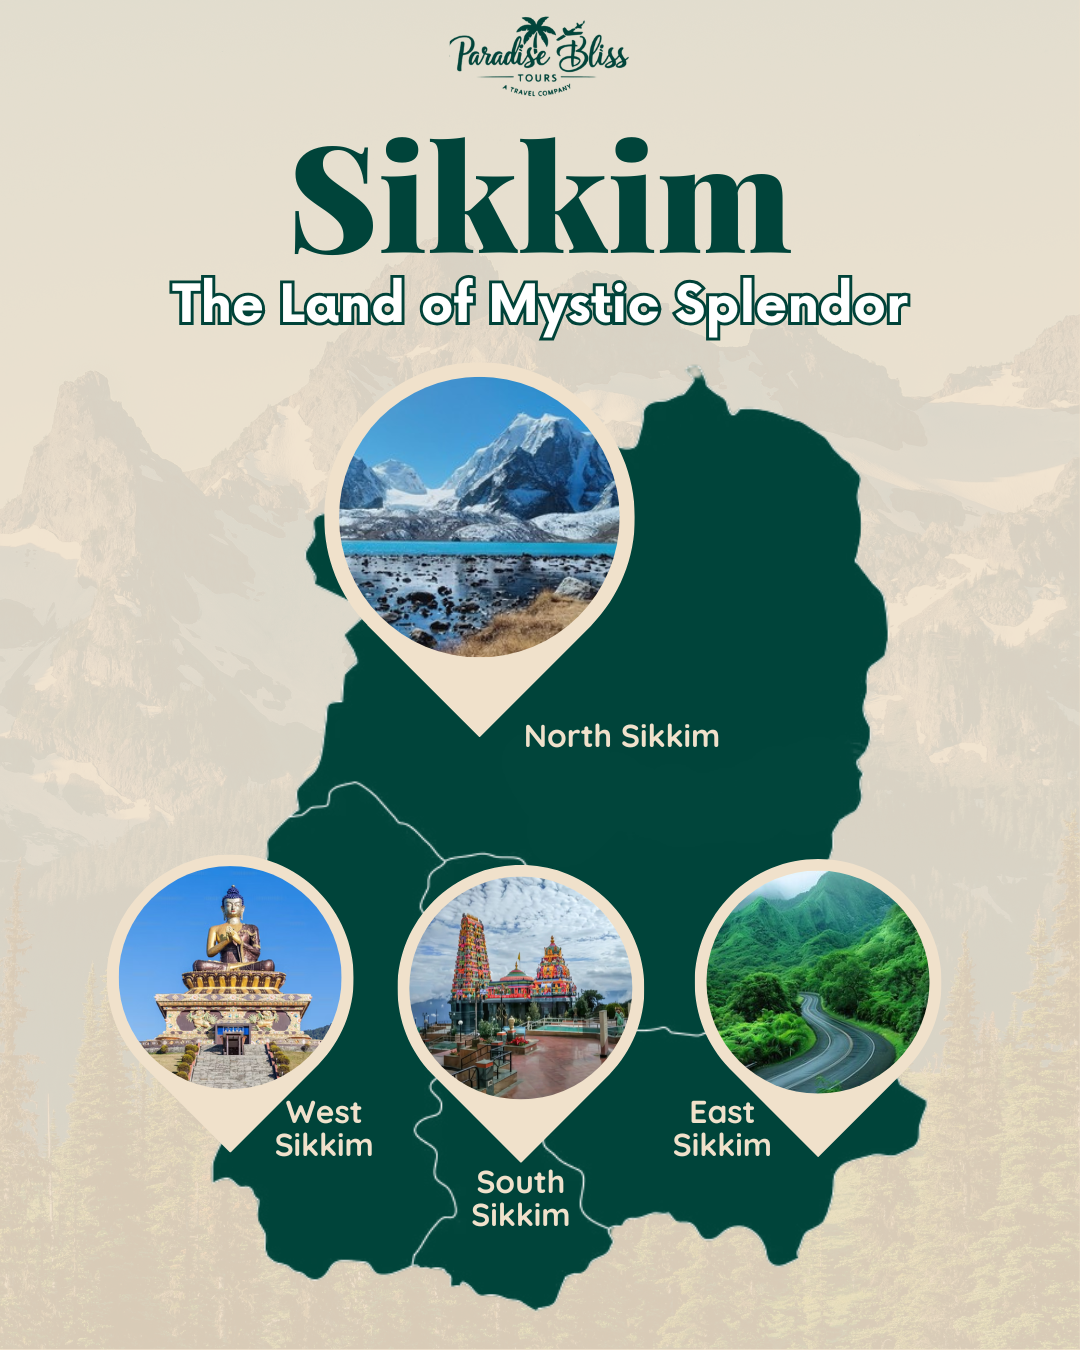 Paradise Bliss
TOURS
A TRAVEL COMPANY
Sikkim
The Land of Mystic Splendor
North Sikkim
West
Sikkim
South
Sikkim
East
Sikkim